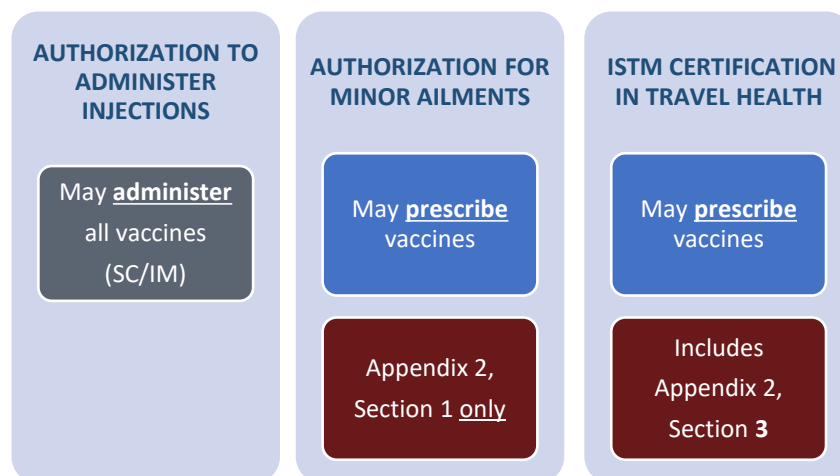 AUTHORIZATION TO
ADMINISTER
INJECTIONS
May administer
all vaccines
(SC/IM)
AUTHORIZATION FOR
MINOR AILMENTS
May prescribe
vaccines
Appendix 2,
Section 1 only
ISTM CERTIFICATION
IN TRAVEL HEALTH
May prescribe
vaccines
Includes
Appendix 2,
Section 3